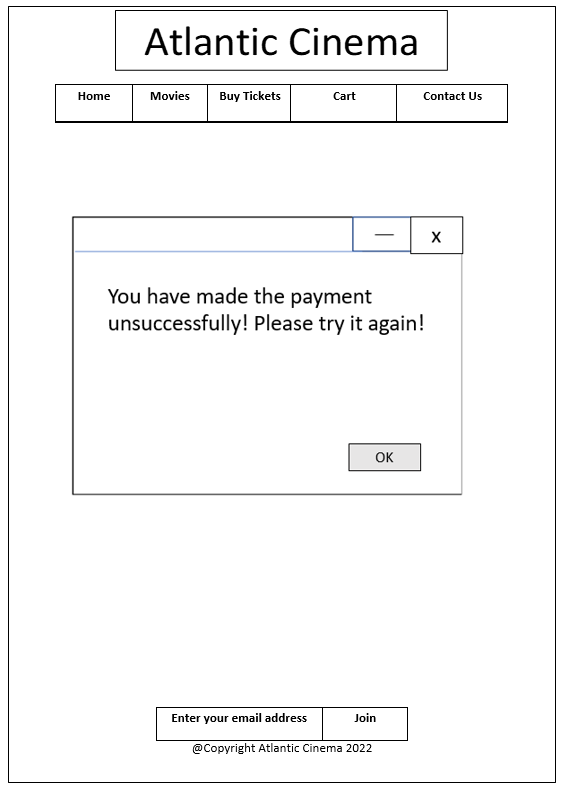 Atlantic Cinema
Home Movies Buy Tickets Cart Contact Us
— x
You have made the payment
unsuccessfully! Please try it again!
OK
Enter your email address Join
@Copyright Atlantic Cinema 2022